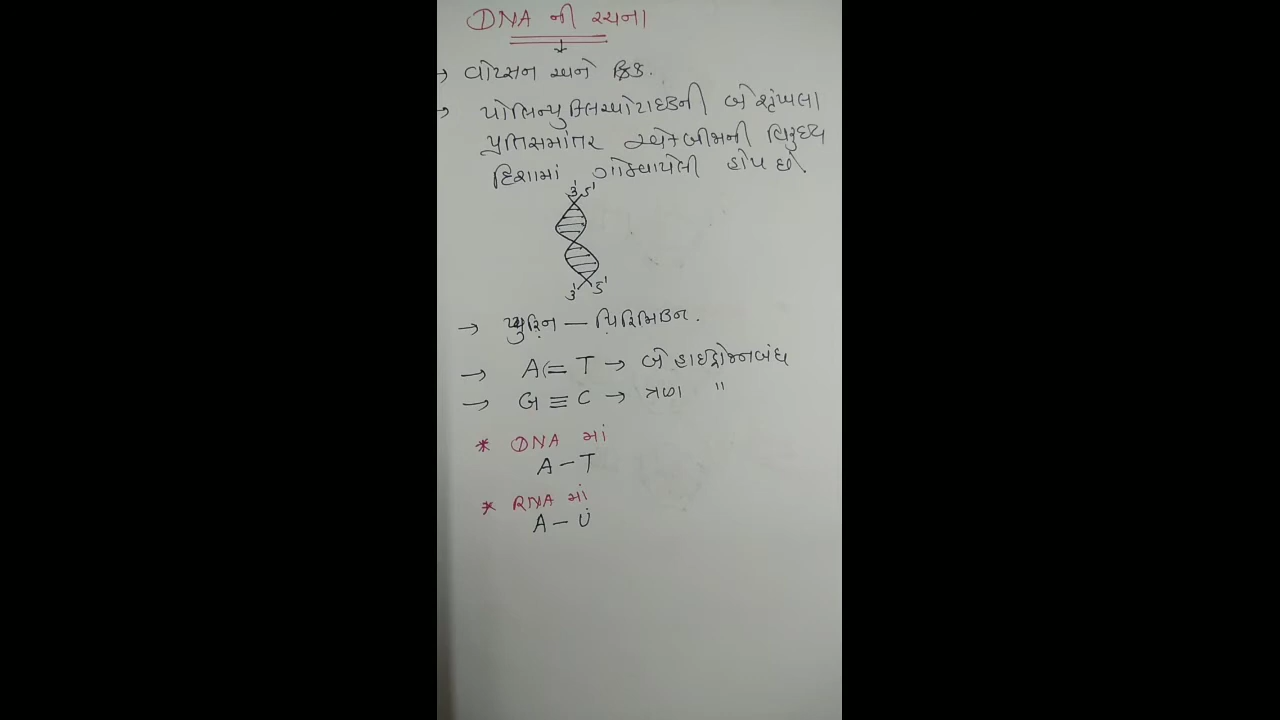 DNA ની રચના
→ વોટ્સન અને ક્રિક.
→ પોલિન્યુક્લિઓટાઇડની બે શૃંખલા
પ્રતિસમાંતર એકબીજાની વિરુદ્ધ
દિશામાં ગોઠવાયેલી હોય છે.
3' 5'
3' 5'
→ પ્યુરિન — પિરિમિડિન.
→ A = T → બે હાઇડ્રોજનબંધ
→ G ≡ C → ત્રણ "
* DNA માં
A – T
* RNA માં
A – U